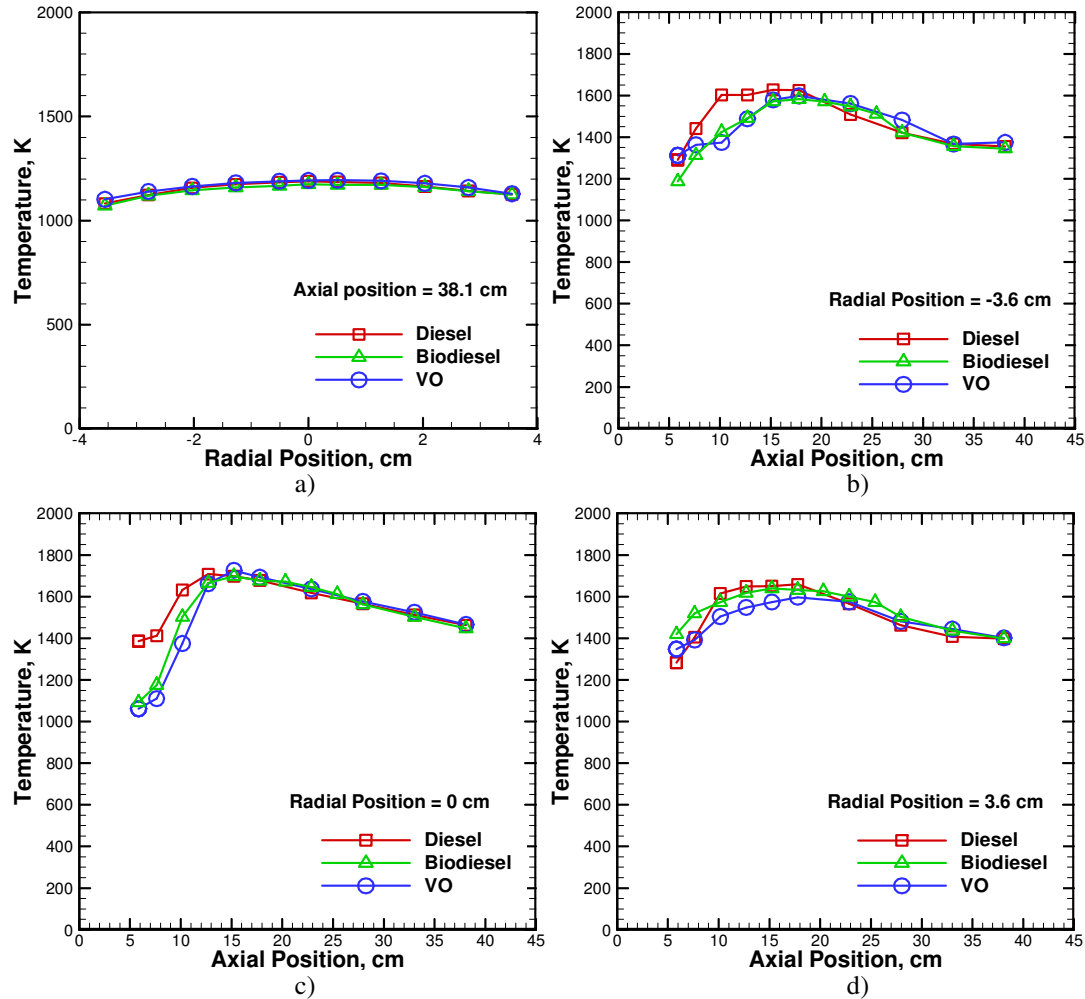 2000
1500
1000
500
0
-4 -2 0 2 4
Temperature, K
Radial Position, cm
Axial position = 38.1 cm
Diesel
Biodiesel
VO
a)
2000
1800
1600
1400
1200
1000
800
600
400
200
0
0 5 10 15 20 25 30 35 40 45
Temperature, K
Axial Position, cm
Radial Position = -3.6 cm
Diesel
Biodiesel
VO
b)
2000
1800
1600
1400
1200
1000
800
600
400
200
0
0 5 10 15 20 25 30 35 40 45
Temperature, K
Axial Position, cm
Radial Position = 0 cm
Diesel
Biodiesel
VO
c)
2000
1800
1600
1400
1200
1000
800
600
400
200
0
0 5 10 15 20 25 30 35 40 45
Temperature, K
Axial Position, cm
Radial Position = 3.6 cm
Diesel
Biodiesel
VO
d)